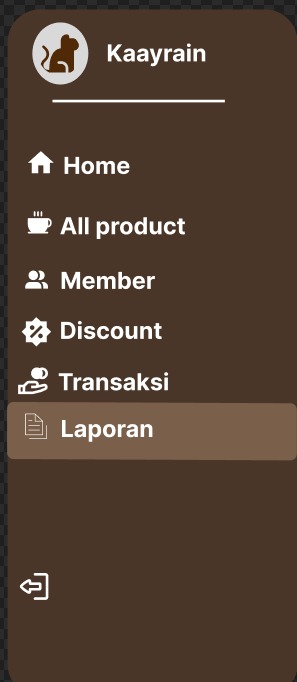 Kaayrain
Home
All product
Member
Discount
Transaksi
Laporan